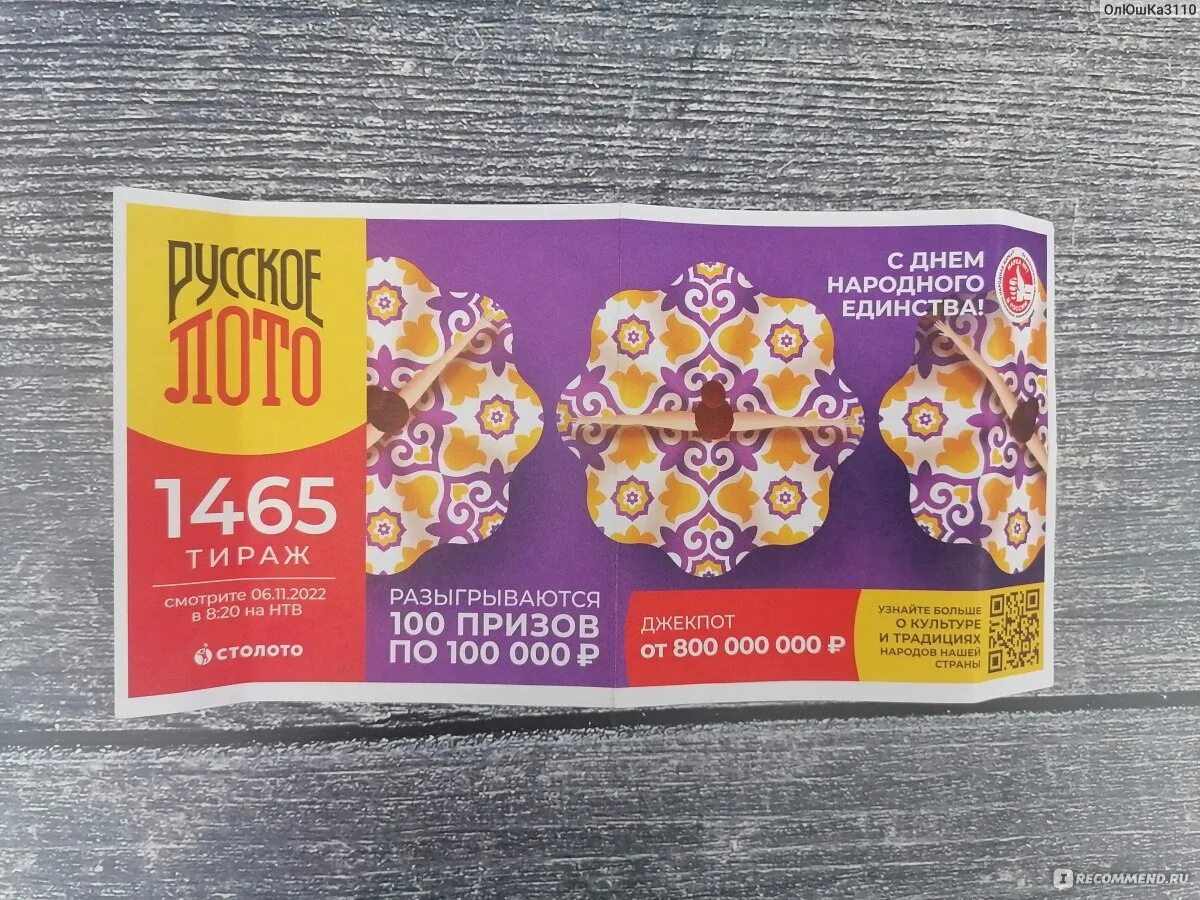 ОлЮшКа3110
РУССКОЕ
ЛОТО
1465
ТИРАЖ
смотрите 06.11.2022
в 8:20 на НТВ
СТОЛОТО
С ДНЕМ
НАРОДНОГО
ЕДИНСТВА!
РАЗЫГРЫВАЮТСЯ
100 ПРИЗОВ
ПО 100 000 ₽
ДЖЕКПОТ
от 800 000 000 ₽
УЗНАЙТЕ БОЛЬШЕ
О КУЛЬТУРЕ
И ТРАДИЦИЯХ
НАРОДОВ НАШЕЙ
СТРАНЫ
IRECOMMEND.RU